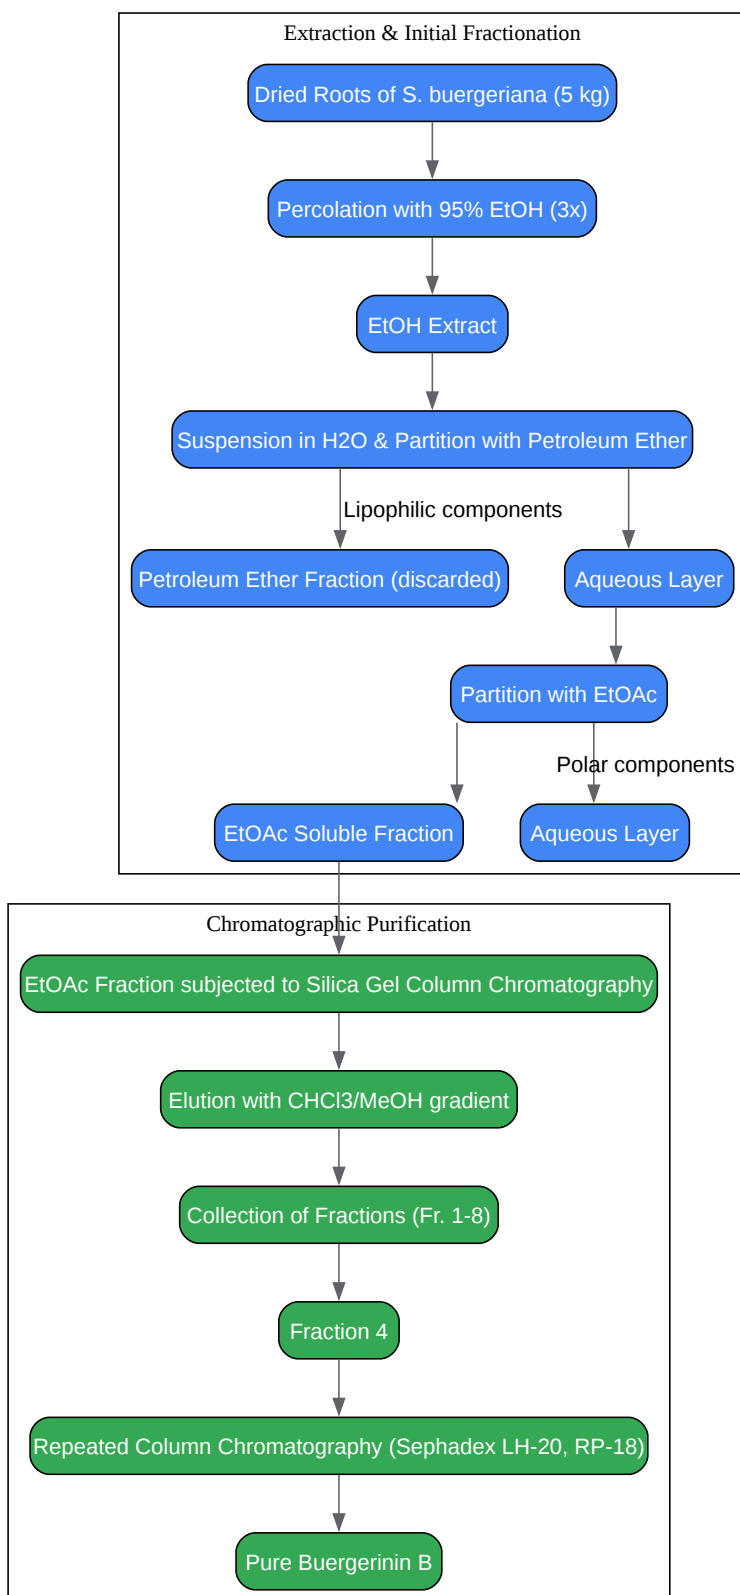 Extraction & Initial Fractionation
Dried Roots of S. buergeriana (5 kg)
Percolation with 95% EtOH (3x)
EtOH Extract
Suspension in H2O & Partition with Petroleum Ether
Lipophilic components
Petroleum Ether Fraction (discarded)
Aqueous Layer
Partition with EtOAc
Polar components
EtOAc Soluble Fraction
Aqueous Layer
Chromatographic Purification
EtOAc Fraction subjected to Silica Gel Column Chromatography
Elution with CHCl3/MeOH gradient
Collection of Fractions (Fr. 1-8)
Fraction 4
Repeated Column Chromatography (Sephadex LH-20, RP-18)
Pure Buergerinin B